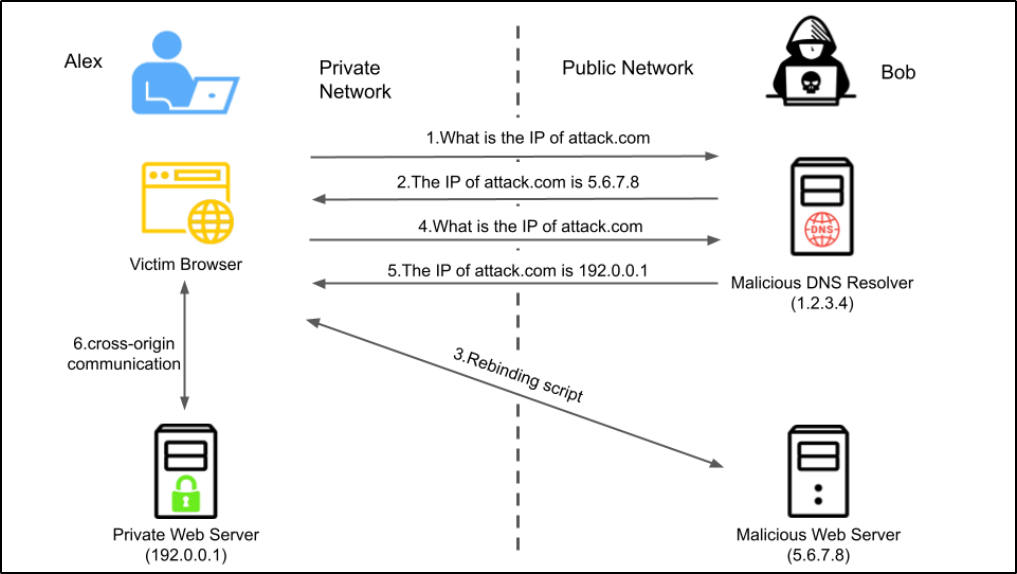 Alex
Private
Network
Public Network
Bob
1.What is the IP of attack.com
2.The IP of attack.com is 5.6.7.8
4.What is the IP of attack.com
5.The IP of attack.com is 192.0.0.1
Victim Browser
DNS
Malicious DNS Resolver
(1.2.3.4)
6.cross-origin
communication
3.Rebinding script
Private Web Server
(192.0.0.1)
Malicious Web Server
(5.6.7.8)